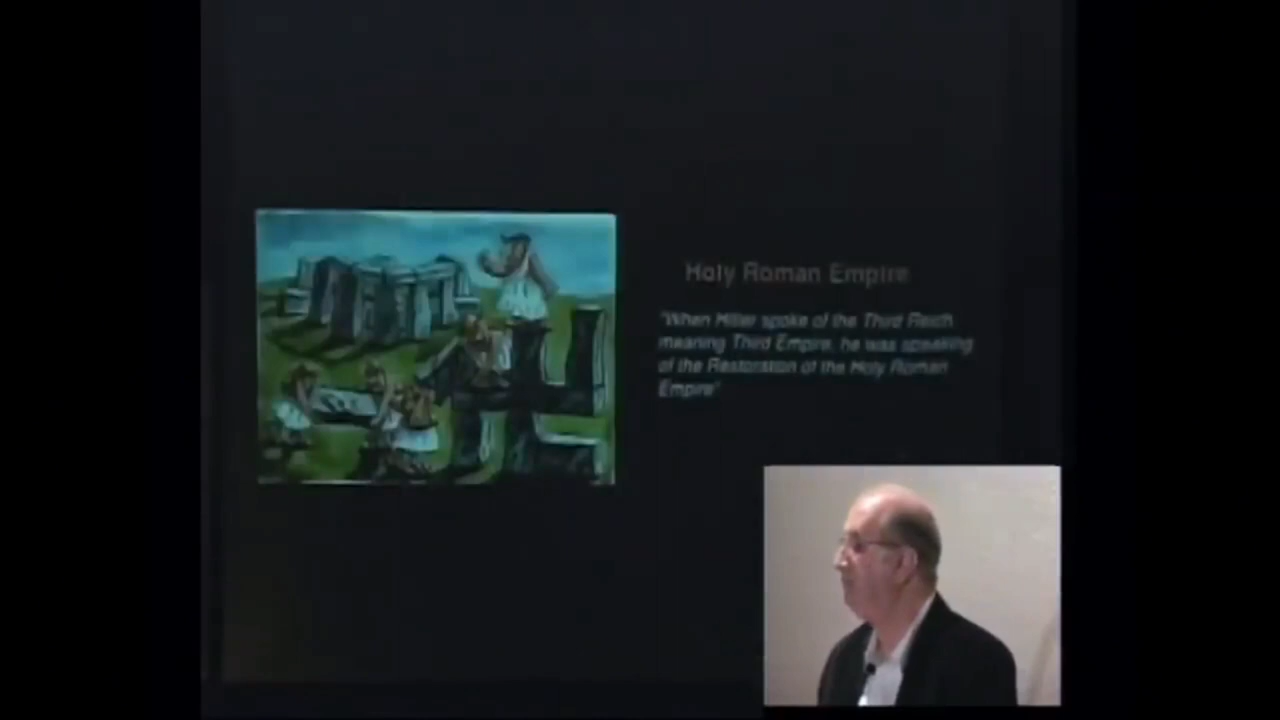 Holy Roman Empire
"When Hitler spoke of the Third Reich
meaning Third Empire, he was speaking
of the Restoration of the Holy Roman
Empire"